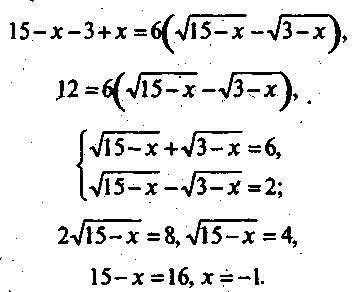 15−x−3+x=6(√15−x −√3−x),
12=6(√15−x −√3−x),
{√15−x +√3−x =6,
√15−x −√3−x =2;
2√15−x =8, √15−x =4,
15−x=16, x=−1.